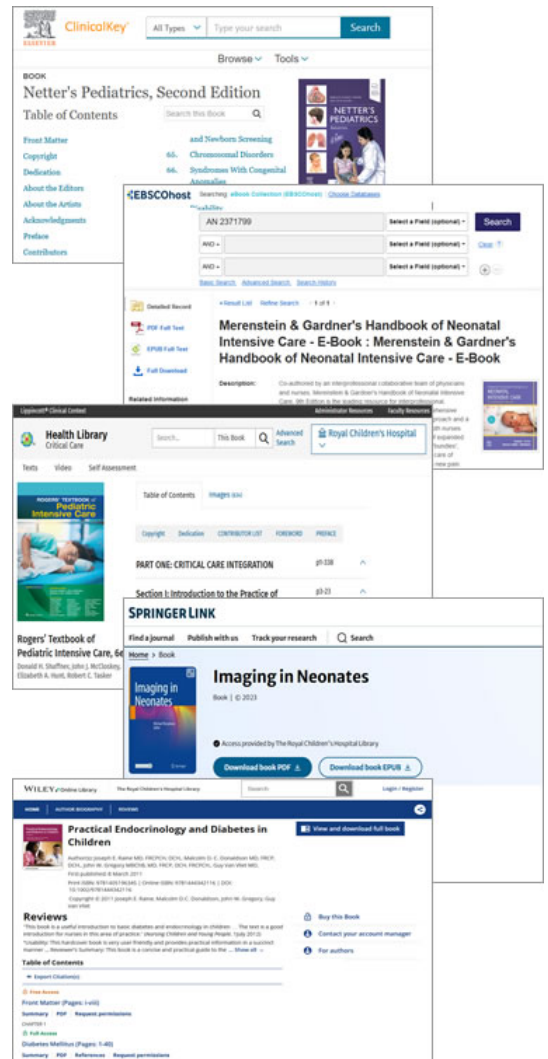 ELSEVIER
ClinicalKey®
All Types
Type your search
Search
Browse Tools
BOOK
Netter's Pediatrics, Second Edition
Table of Contents
Search this Book
Front Matter
Copyright
Dedication
About the Editors
About the Artists
Acknowledgments
Preface
Contributors
and Newborn Screening
65. Chromosomal Disorders
66. Syndromes With Congenital
Anomalies
Disability
NETTER'S
PEDIATRICS
EBSCOhost
Searching: eBook Collection (EBSCOhost) Choose Databases
AN 2371799
Select a Field (optional)
Search
AND
Select a Field (optional)
Clear ?
AND
Select a Field (optional)
Basic Search Advanced Search Search History
Detailed Record
PDF Full Text
EPUB Full Text
Full Download
Related Information
Result List Refine Search 1 of 1
Merenstein & Gardner's Handbook of Neonatal
Intensive Care - E-Book : Merenstein & Gardner's
Handbook of Neonatal Intensive Care - E-Book
Description:
Co-authored by an interprofessional collaborative team of physicians
and nurses, Merenstein & Gardner's Handbook of Neonatal Intensive
Care, 9th Edition is the leading resource for interprofessional,
NEONATAL
INTENSIVE CARE
Lippincott® Clinical Context
Administrator Resources Faculty Resources
Health Library
Critical Care
Search..
This Book
Advanced
Search
Royal Children's Hospital
Texts Video Self Assessment
ROGERS' TEXTBOOK of
Pediatric
Intensive Care
Table of Contents
Images
Copyright Dedication CONTRIBUTOR LIST FOREWORD PREFACE
PART ONE: CRITICAL CARE INTEGRATION p1-338
Section I: Introduction to the Practice of p3-23
Rogers' Textbook of
Pediatric Intensive Care, 6e
Donald H. Shaffner, John J. McCloskey,
Elizabeth A. Hunt, Robert C. Tasker
SPRINGER LINK
Find a journal Publish with us Track your research Search
Home > Book
Imaging in
Neonates
Imaging in Neonates
Book | © 2023
Access provided by The Royal Children's Hospital Library
Download book PDF
Download book EPUB
WILEY Online Library
The Royal Children's Hospital Library
Search
Login / Register
HOME AUTHOR BIOGRAPHY REVIEWS
Practical Endocrinology and Diabetes in
Children
View and download full book
Author(s): Joseph E. Raine MD, FRCPCH, DCH, Malcolm D. C. Donaldson MD, FRCP,
DCH, John W. Gregory MBChB, MD, FRCP, DCH, FRCPCH, Guy Van Vliet MD,
First published: 8 March 2011
Print ISBN: 9781405196345 | Online ISBN: 9781444342116 | DOI:
10.1002/9781444342116
Copyright © 2011 Joseph E. Raine, Malcolm D.C. Donaldson, John W. Gregory, Guy
Van Vliet
Reviews
"This book is a useful introduction to basic diabetes and endocrinology in children ... The text is a good
introduction for nurses in this area of practice." (Nursing Children and Young People, 1 July 2012)
"Usability: This handcover book is very user-friendly and provides practical information in a succinct
manner ... Reviewer's Summary: This book is a concise and practical guide to the ... Show all
Buy this Book
Contact your account manager
For authors
Table of Contents
Export Citation(s)
Free Access
Front Matter (Pages: i-viii)
Summary PDF Request permissions
CHAPTER 1
Full Access
Diabetes Mellitus (Pages: 1-40)
Summary PDF References Request permissions